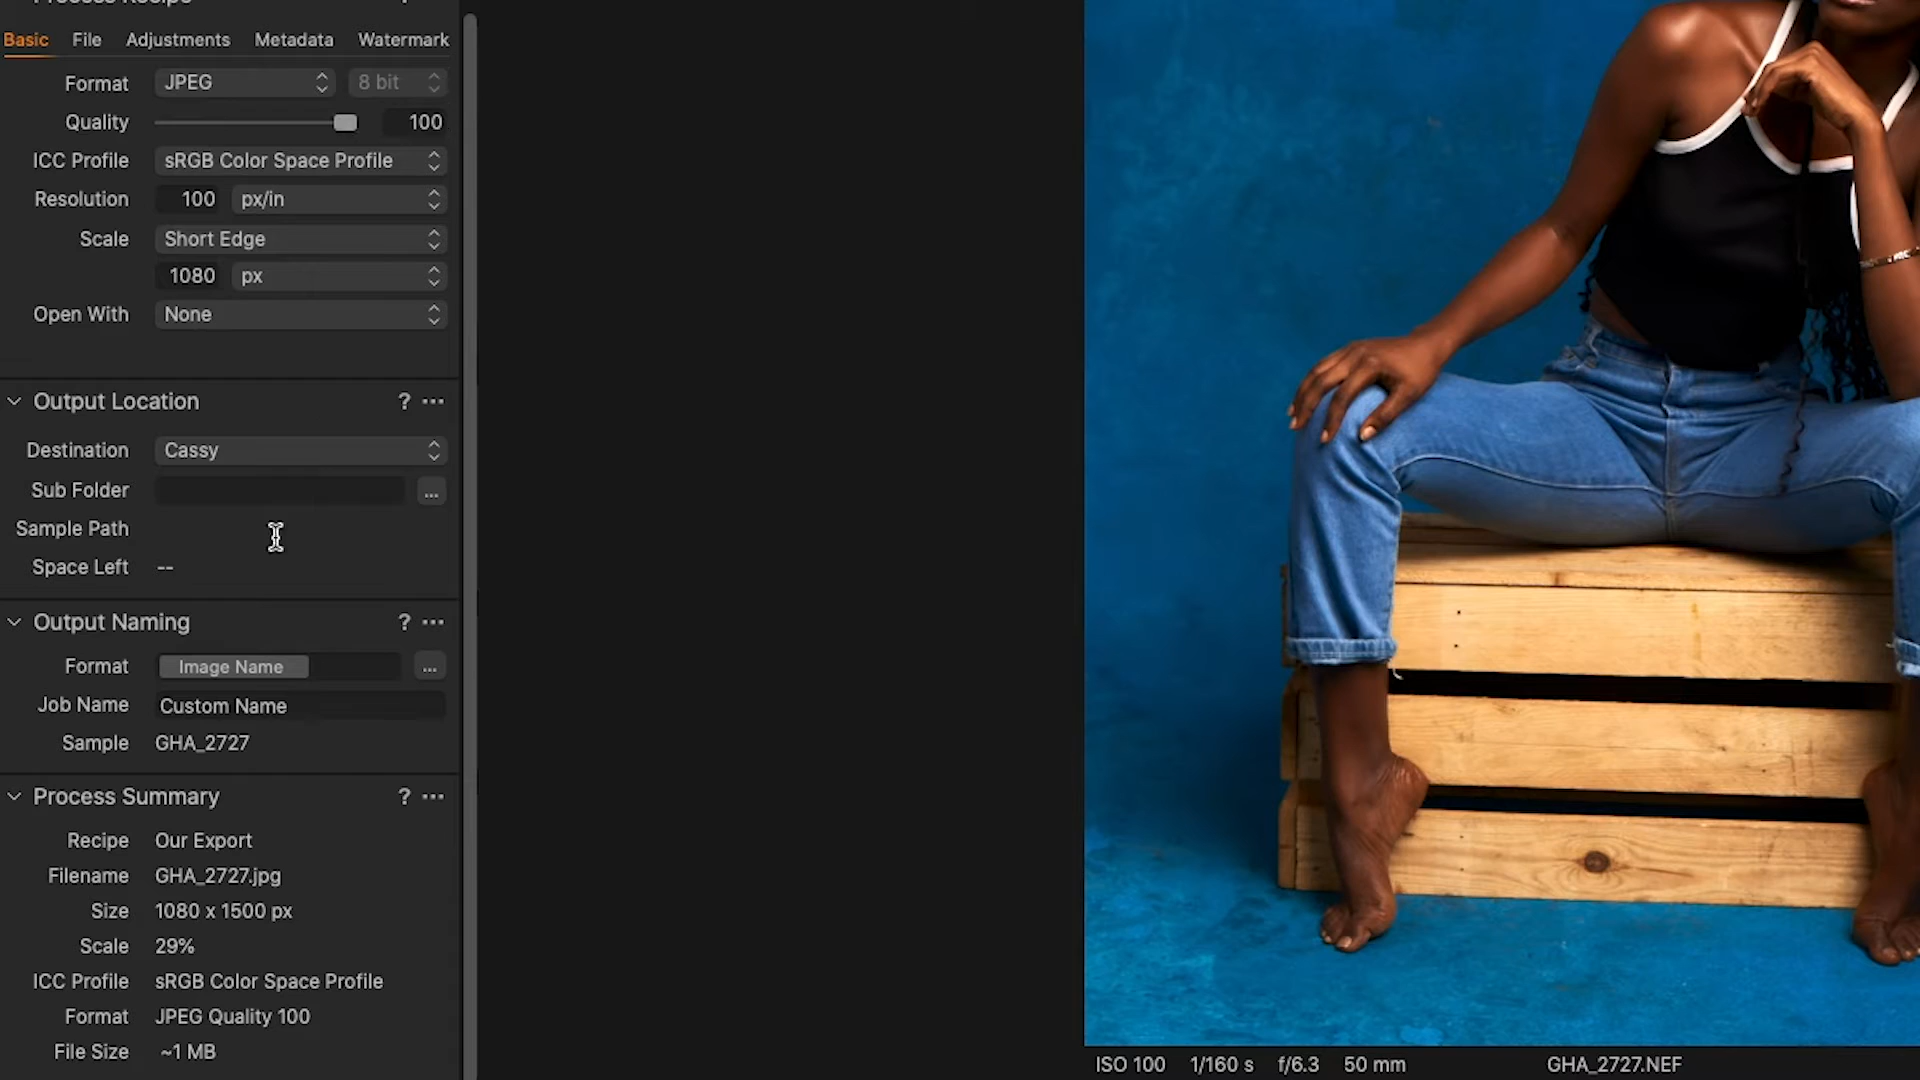 Process Recipe
Basic File Adjustments Metadata Watermark
Format JPEG 8 bit
Quality 100
ICC Profile sRGB Color Space Profile
Resolution 100 px/in
Scale Short Edge
1080 px
Open With None
Output Location ? ...
Destination Cassy
Sub Folder ...
Sample Path
Space Left --
Output Naming ? ...
Format Image Name ...
Job Name Custom Name
Sample GHA_2727
Process Summary ? ...
Recipe Our Export
Filename GHA_2727.jpg
Size 1080 x 1500 px
Scale 29%
ICC Profile sRGB Color Space Profile
Format JPEG Quality 100
File Size ~1 MB
ISO 100 1/160 s f/6.3 50 mm GHA_2727.NEF